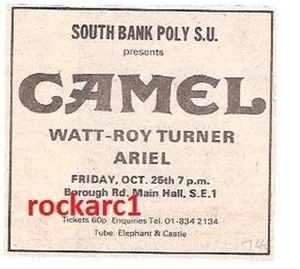 SOUTH BANK POLY S.U.
presents
CAMEL
WATT-ROY TURNER
ARIEL
FRIDAY, OCT. 25th 7 p.m.
Borough Rd. Main Hall, S.E.1
rockarc1
Tickets 60p. Enquiries Tel. 01-834 2134
Tube: Elephant & Castle
74